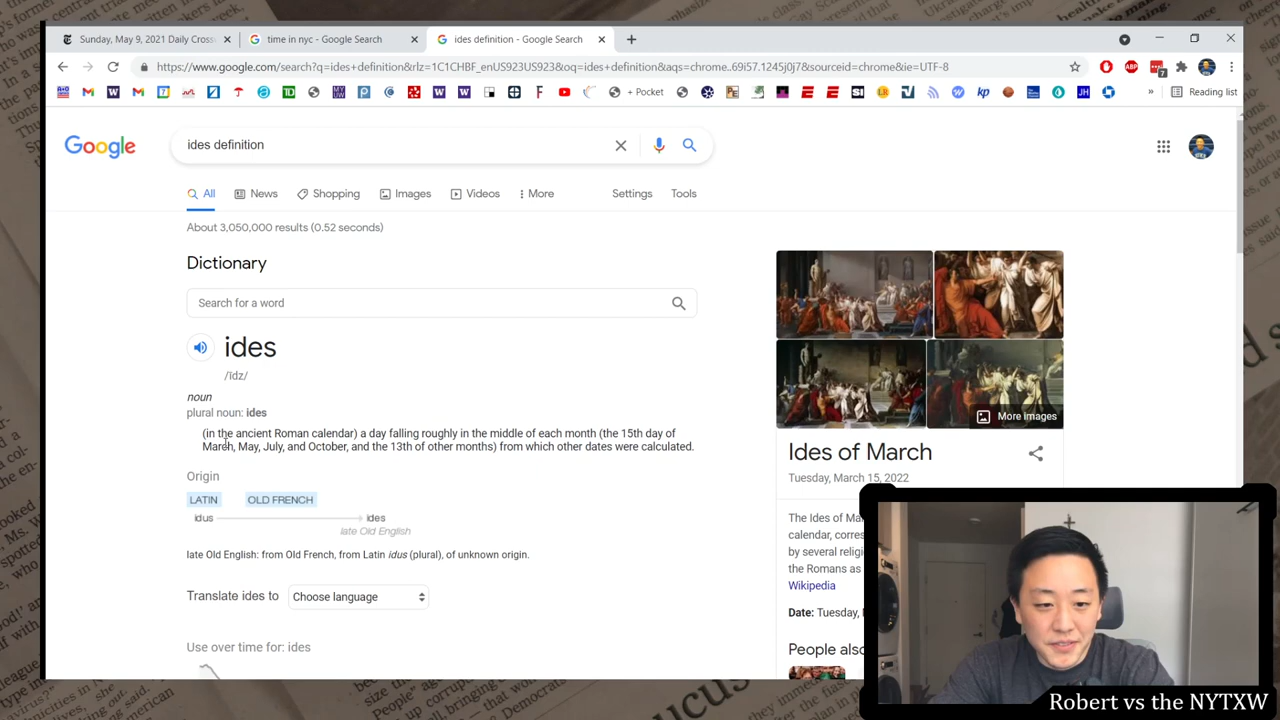 Sunday, May 9, 2021 Daily Cross
time in nyc - Google Search
ides definition - Google Search
https://www.google.com/search?q=ides+definition&rlz=1C1CHBF_enUS923US923&oq=ides+definition&aqs=chrome..69i57.1245j0j7&sourceid=chrome&ie=UTF-8
+ Pocket
» Reading list
Google
ides definition
All News Shopping Images Videos More Settings Tools
About 3,050,000 results (0.52 seconds)
Dictionary
Search for a word
ides
/īdz/
noun
plural noun: ides
(in the ancient Roman calendar) a day falling roughly in the middle of each month (the 15th day of
March, May, July, and October, and the 13th of other months) from which other dates were calculated.
Origin
LATIN OLD FRENCH
idus ides
late Old English
late Old English: from Old French, from Latin idus (plural), of unknown origin.
Translate ides to Choose language
Use over time for: ides
More images
Ides of March
Tuesday, March 15, 2022
The Ides of Mar
calendar, corres
by several religi
the Romans as
Wikipedia
Date: Tuesday,
People also
Robert vs the NYTXW